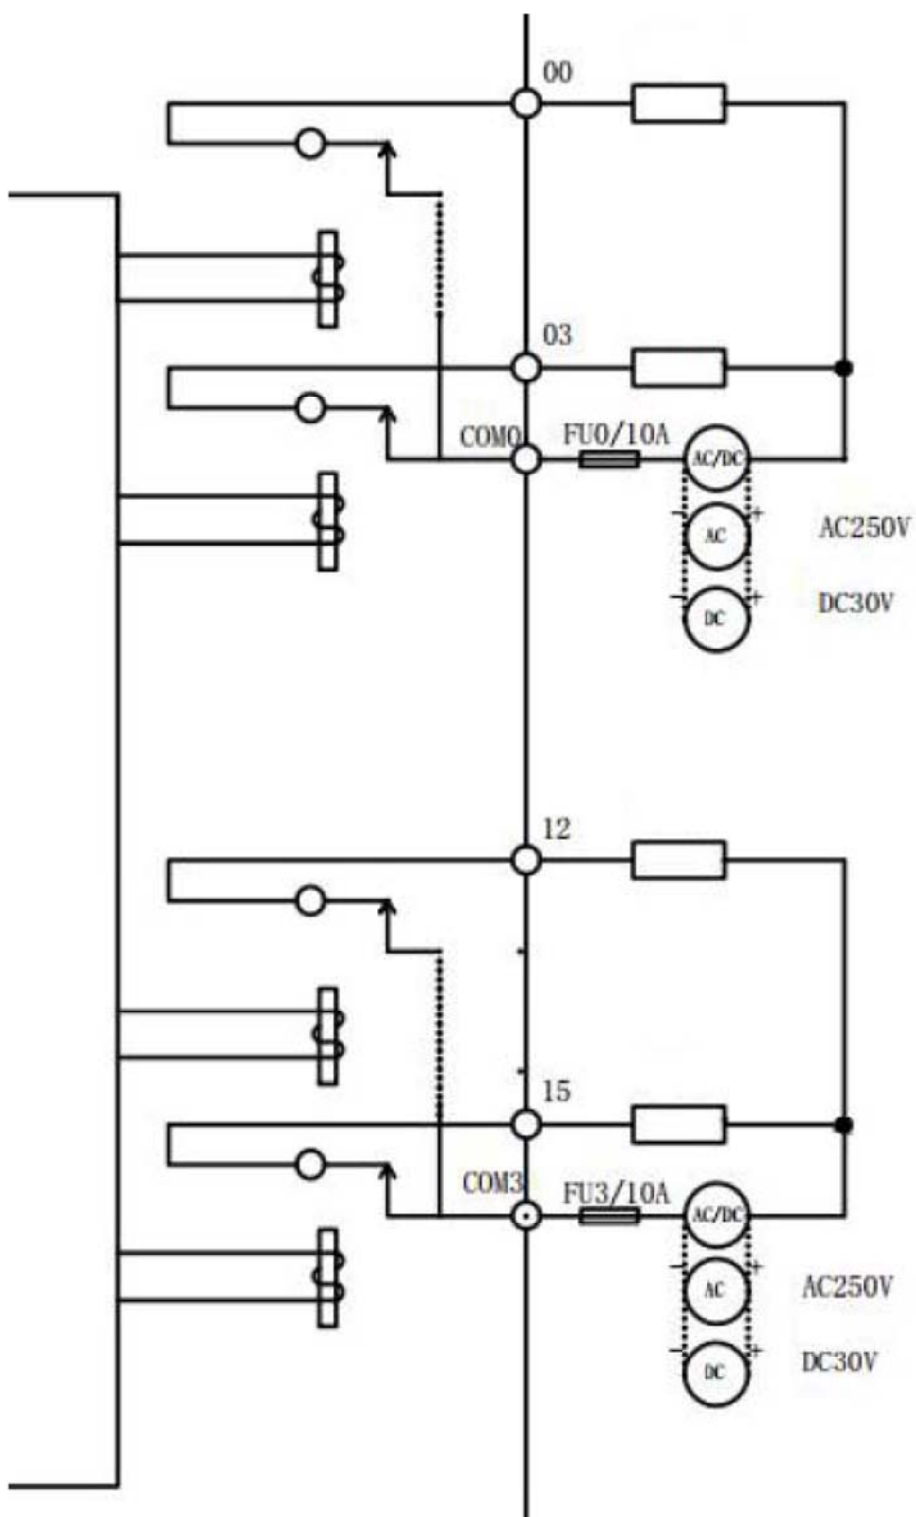 00
03
COM0
FU0/10A
AC/DC
- +
AC
AC250V
- +
DC
DC30V
12
15
COM3
FU3/10A
AC/DC
- +
AC
AC250V
- +
DC
DC30V